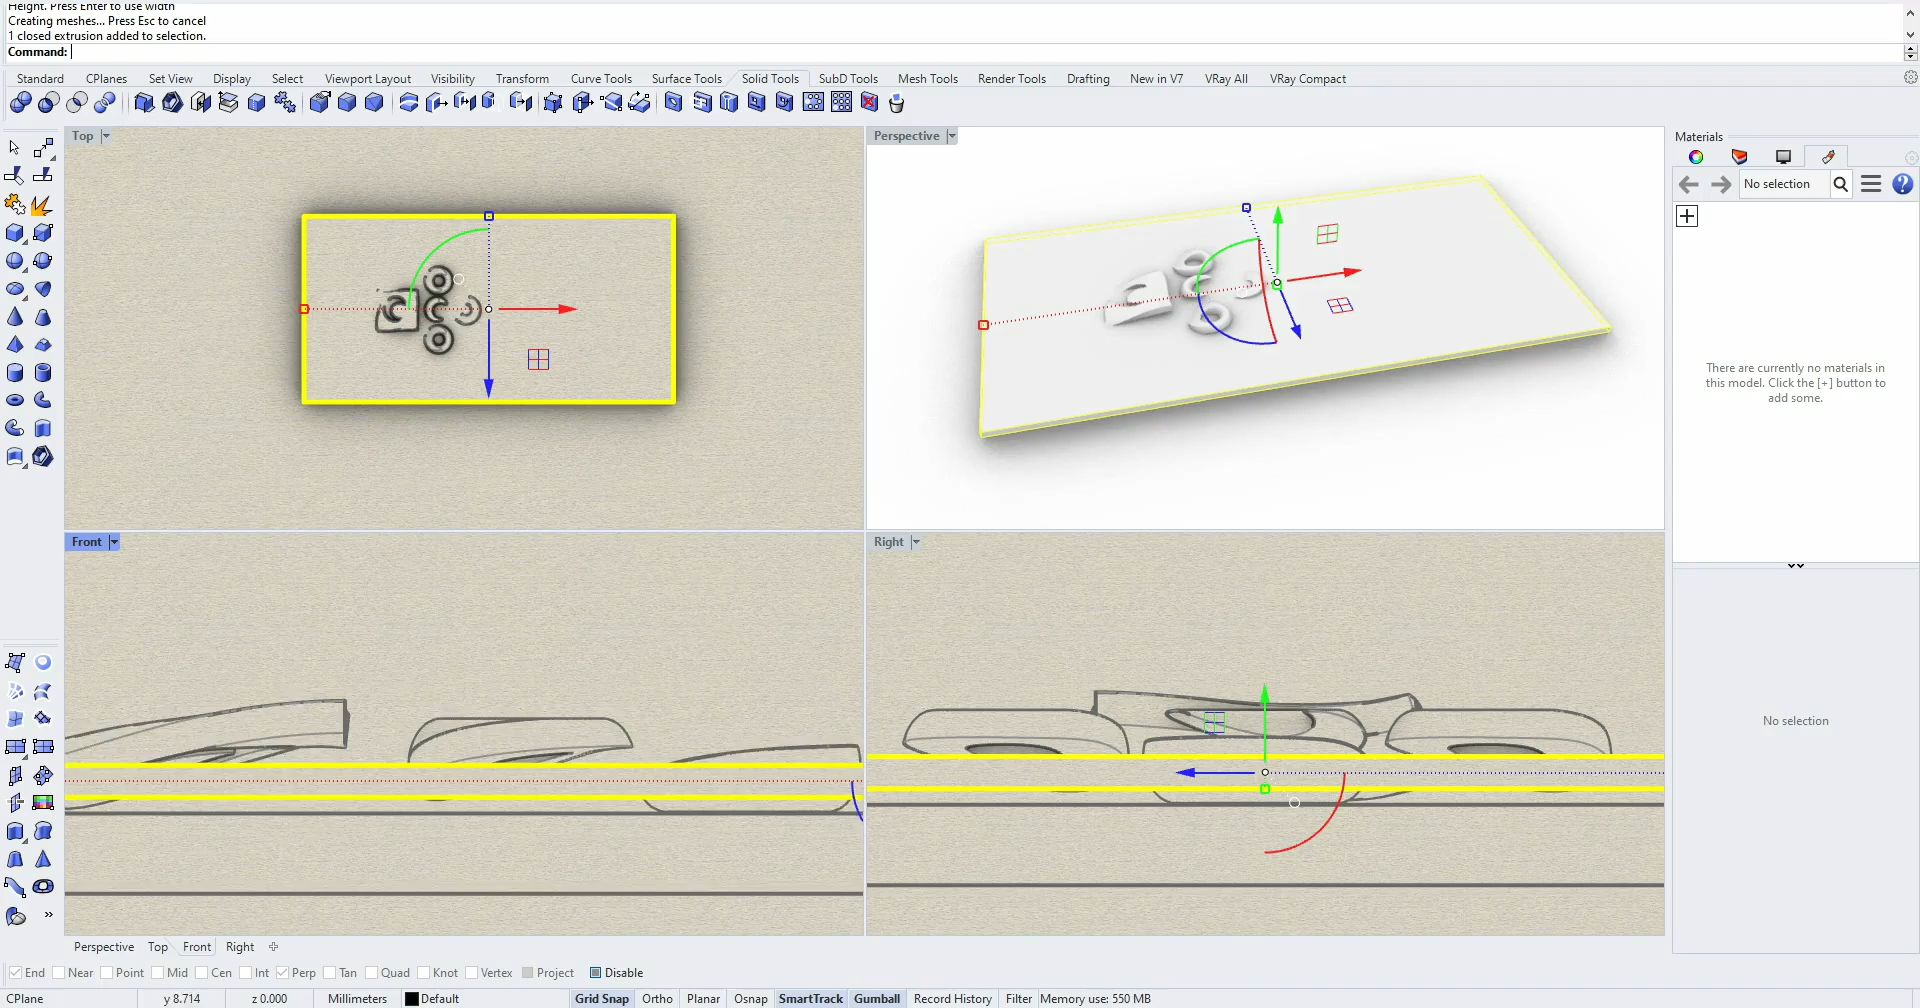 Height. Press Enter to use width
Creating meshes... Press Esc to cancel
1 closed extrusion added to selection.
Command:
Standard CPlanes Set View Display Select Viewport Layout Visibility Transform Curve Tools Surface Tools Solid Tools SubD Tools Mesh Tools Render Tools Drafting New in V7 VRay All VRay Compact
Top
Perspective
Materials
No selection
There are currently no materials in
this model. Click the [+] button to
add some.
Front
Right
No selection
Perspective Top Front Right
End Near Point Mid Cen Int Perp Tan Quad Knot Vertex Project Disable
CPlane y 8.714 z 0.000 Millimeters Default Grid Snap Ortho Planar Osnap SmartTrack Gumball Record History Filter Memory use: 550 MB